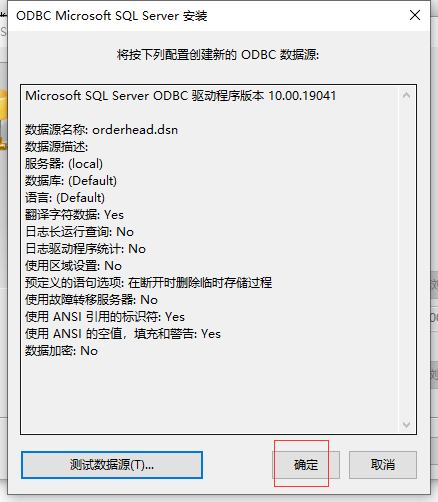 ODBC Microsoft SQL Server 安装
将按下列配置创建新的 ODBC 数据源:
Microsoft SQL Server ODBC 驱动程序版本 10.00.19041
数据源名称: orderhead.dsn
数据源描述:
服务器: (local)
数据库: (Default)
语言: (Default)
翻译字符数据: Yes
日志长运行查询: No
日志驱动程序统计: No
使用区域设置: No
预定义的语句选项: 在断开时删除临时存储过程
使用故障转移服务器: No
使用 ANSI 引用的标识符: Yes
使用 ANSI 的空值，填充和警告: Yes
数据加密: No
测试数据源(T)... 确定 取消